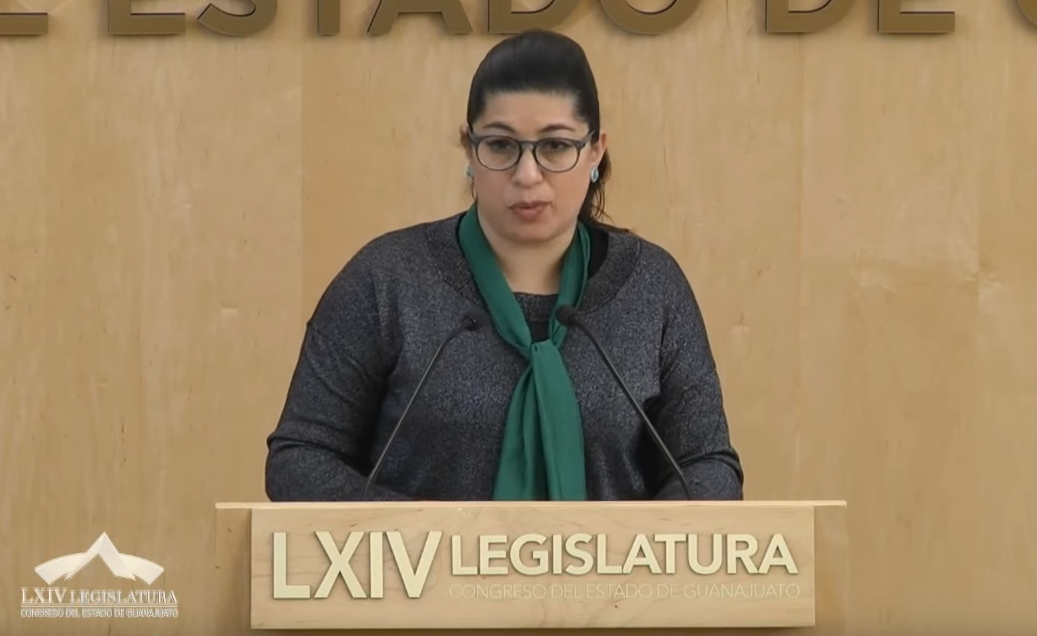 ESTADO DE
LXIV LEGISLATURA
CONGRESO DEL ESTADO DE GUANAJUATO
LXIV LEGISLATURA
CONGRESO DEL ESTADO DE GUANAJUATO